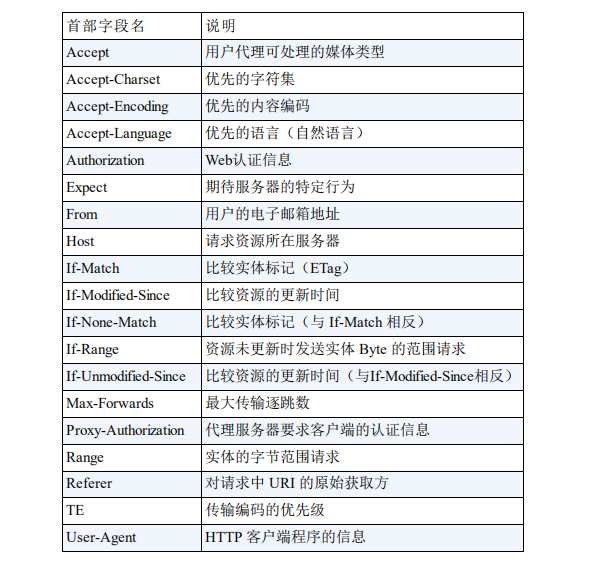 首部字段名 说明
Accept 用户代理可处理的媒体类型
Accept-Charset 优先的字符集
Accept-Encoding 优先的内容编码
Accept-Language 优先的语言（自然语言）
Authorization Web认证信息
Expect 期待服务器的特定行为
From 用户的电子邮箱地址
Host 请求资源所在服务器
If-Match 比较实体标记（ETag）
If-Modified-Since 比较资源的更新时间
If-None-Match 比较实体标记（与 If-Match 相反）
If-Range 资源未更新时发送实体 Byte 的范围请求
If-Unmodified-Since 比较资源的更新时间（与If-Modified-Since相反）
Max-Forwards 最大传输逐跳数
Proxy-Authorization 代理服务器要求客户端的认证信息
Range 实体的字节范围请求
Referer 对请求中 URI 的原始获取方
TE 传输编码的优先级
User-Agent HTTP 客户端程序的信息